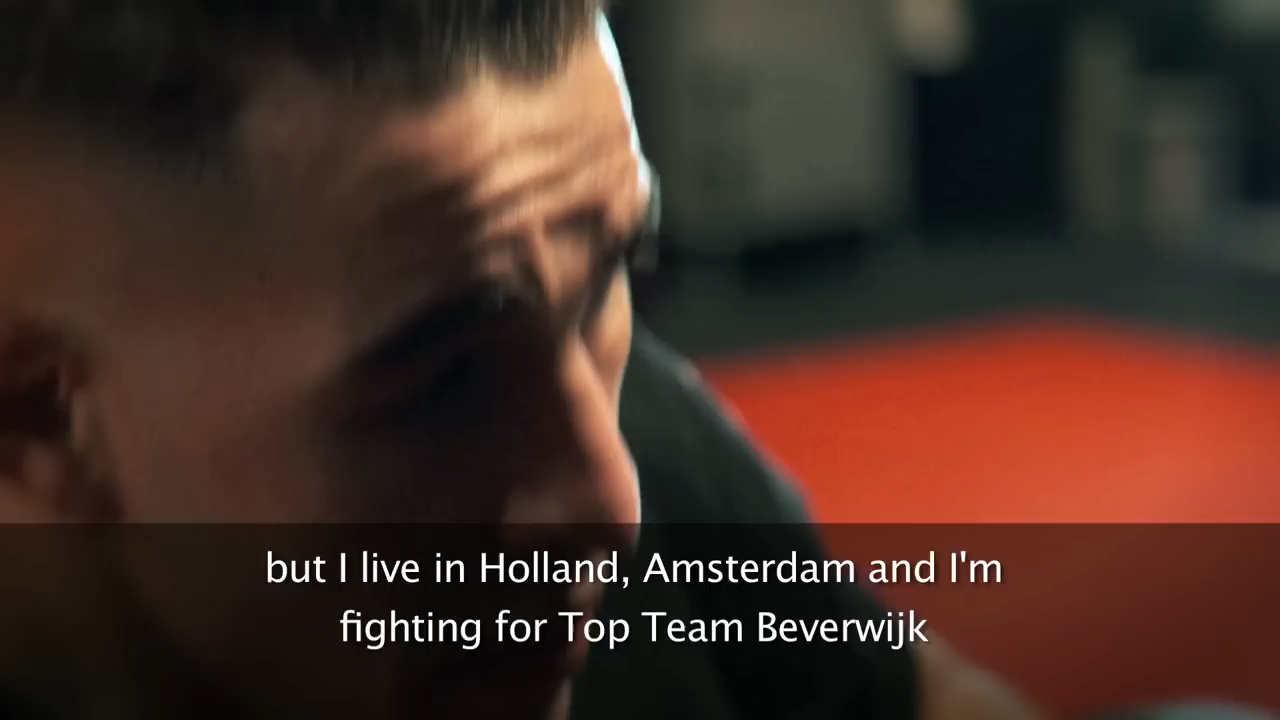 but I live in Holland, Amsterdam and I'm
fighting for Top Team Beverwijk